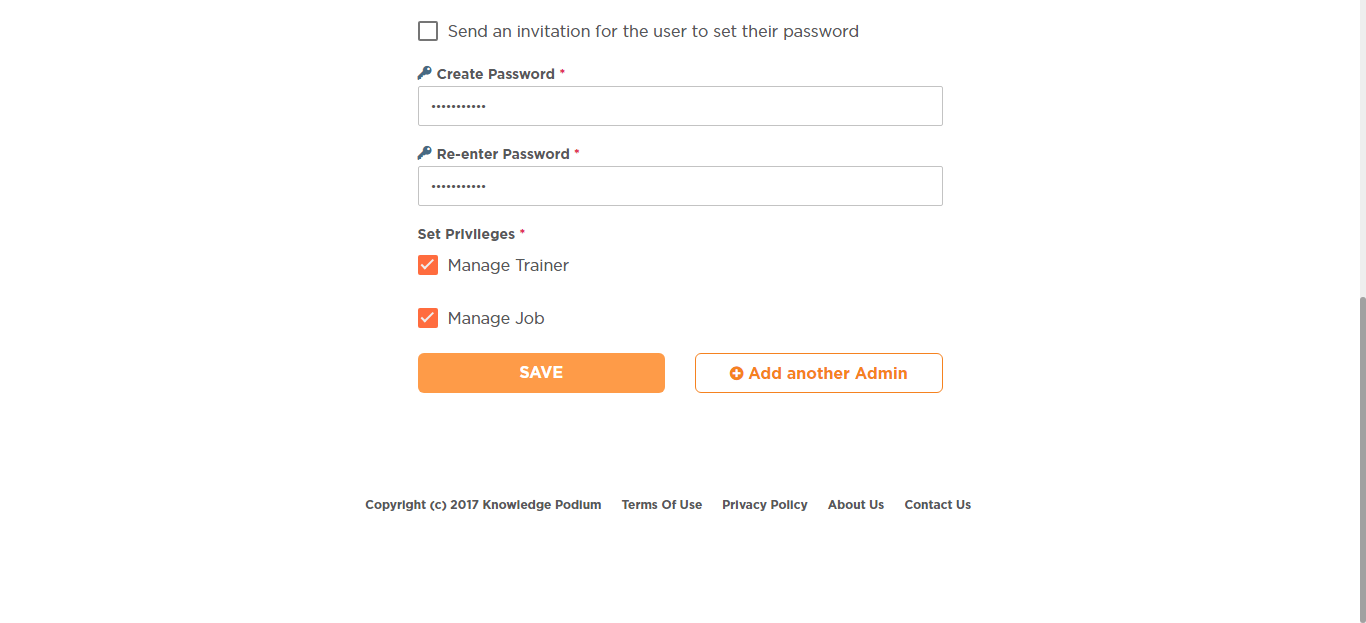 Send an invitation for the user to set their password
Create Password *
•••••••••••
Re-enter Password *
•••••••••••
Set Privileges *
Manage Trainer
Manage Job
SAVE
Add another Admin
Copyright (c) 2017 Knowledge Podium Terms Of Use Privacy Policy About Us Contact Us